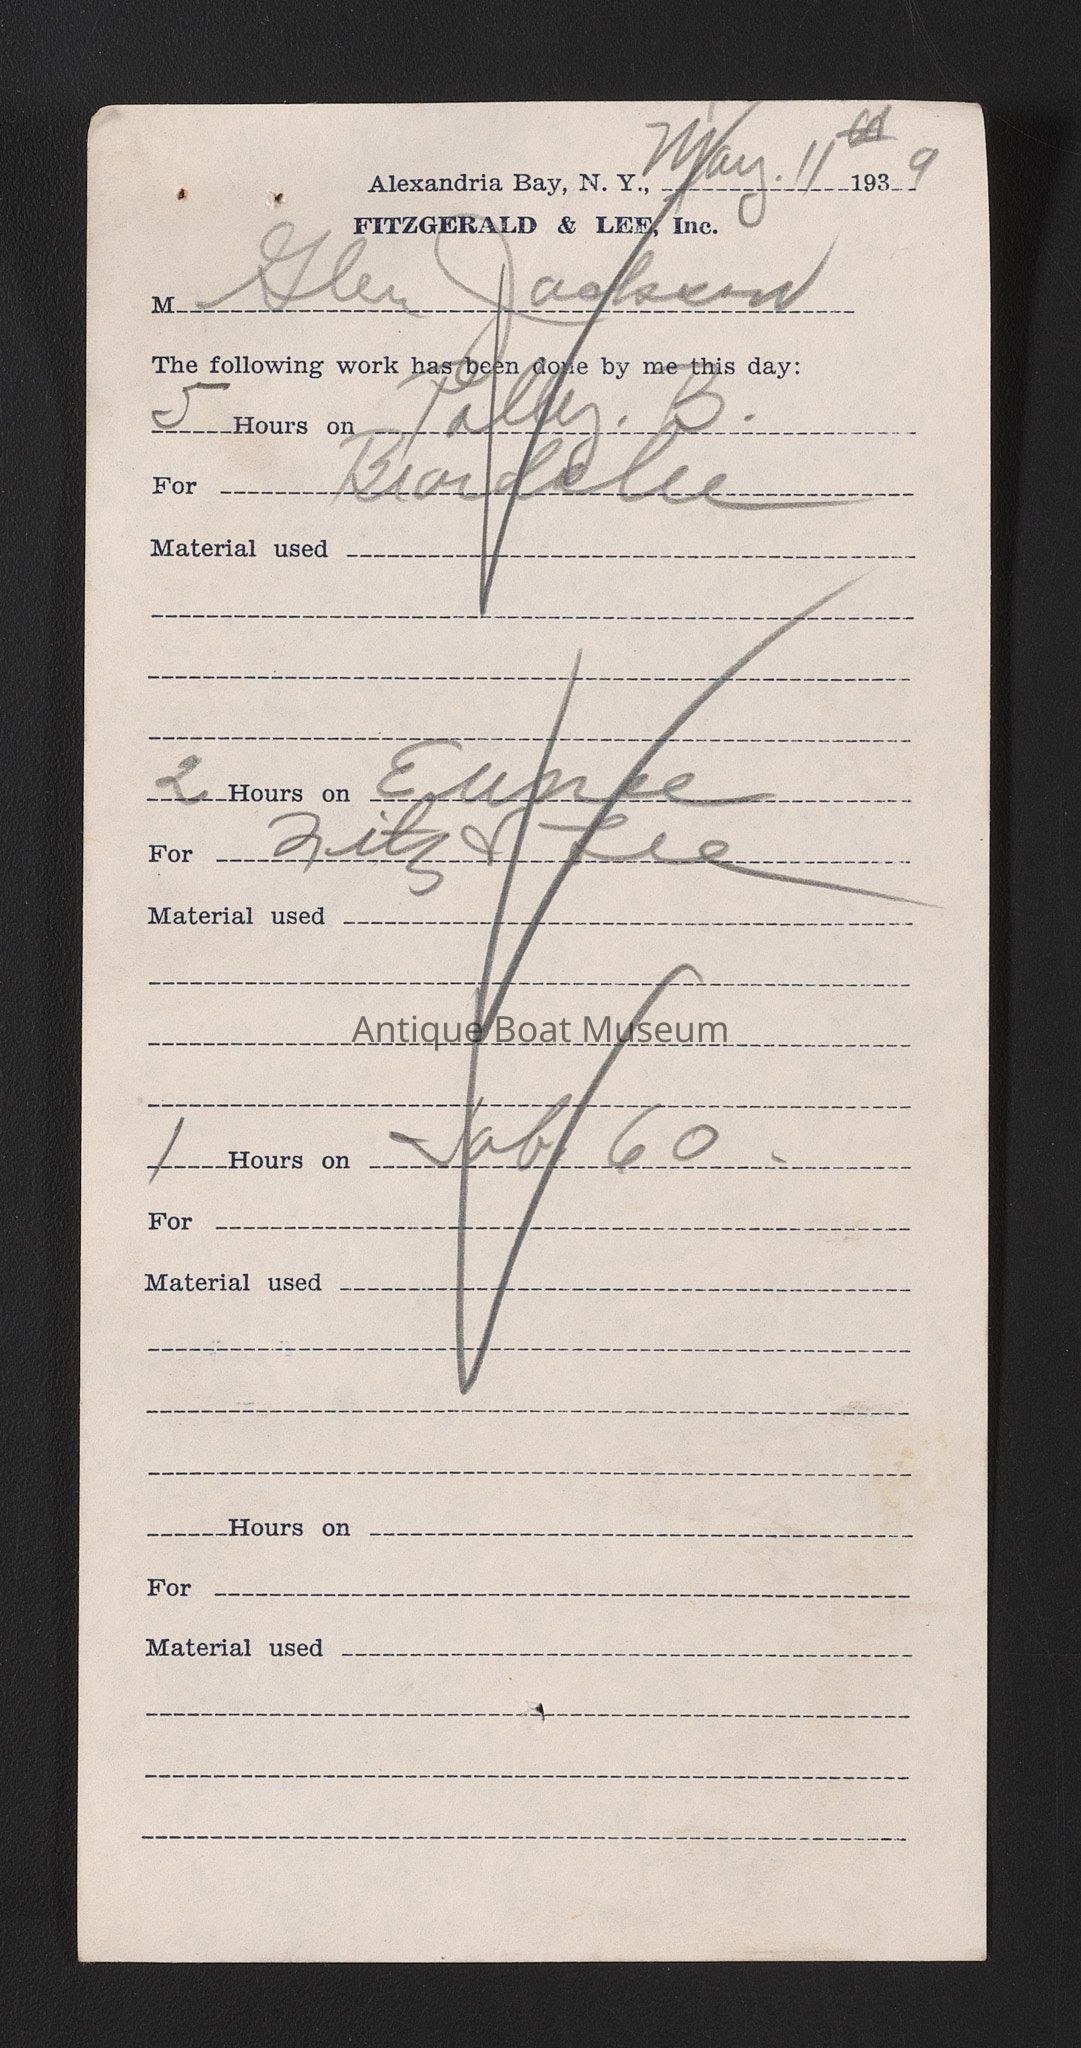 Alexandria Bay, N. Y., May. 11th 1939
FITZGERALD & LEE, Inc.
M Glen Jackson
The following work has been done by me this day:
5 Hours on Polly. B.
For
Material used
2 Hours on Eunice
For Fitz & Lee
Material used
Antique Boat Museum
1 Hours on Job. 60.
For
Material used
Hours on
For
Material used